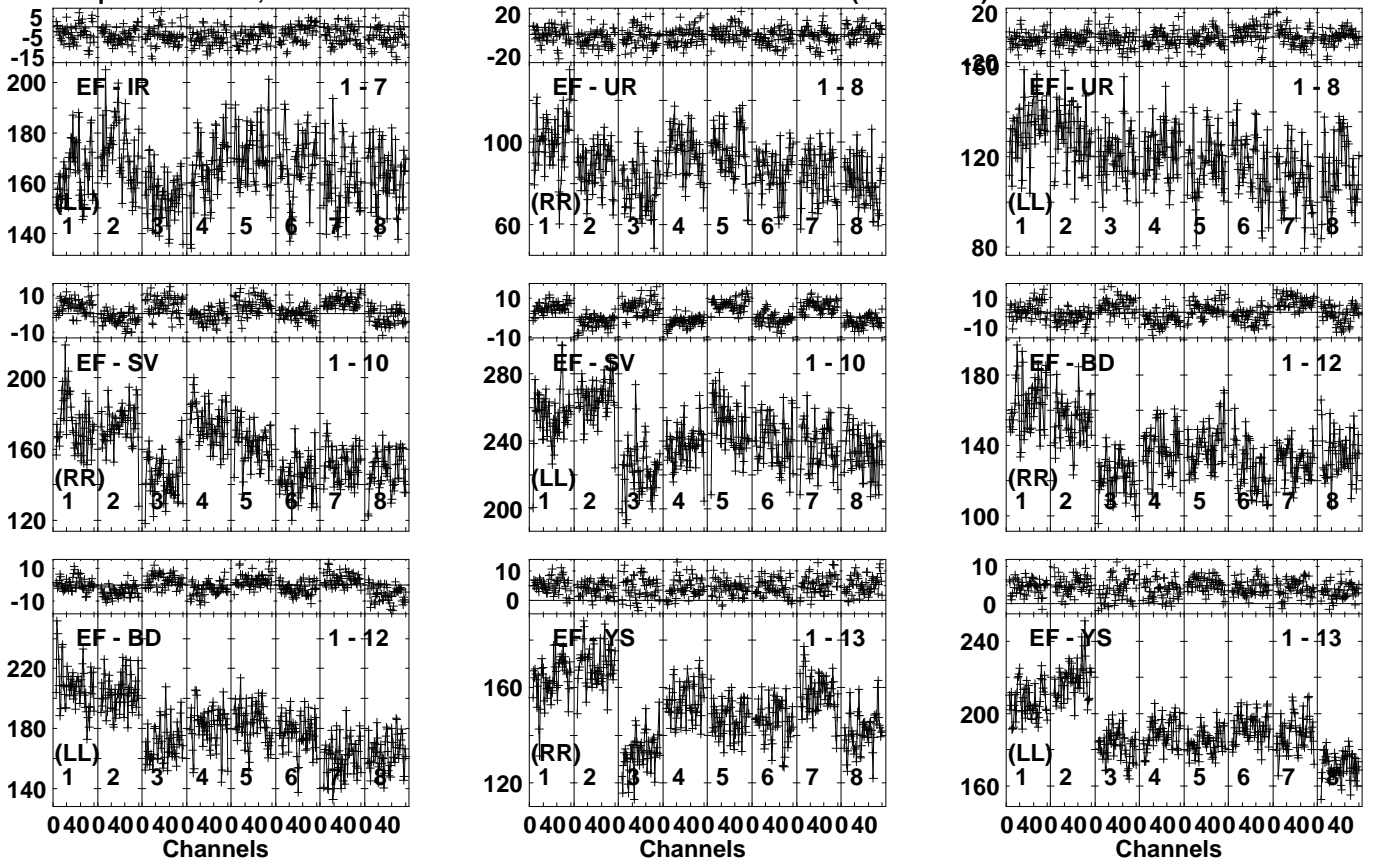 5 20 20
-5 -20 -20
-15 160
200 EF - IR 1 - 7 EF - UR 1 - 8 EF - UR 1 - 8
180 100 120
160 (LL) (RR) (LL)
140 1 2 3 4 5 6 7 8 60 1 2 3 4 5 6 7 8 80 1 2 3 4 5 6 7 8
10 10 10
-10 -10 -10
200 EF - SV 1 - 10 280 EF - SV 1 - 10 180 EF - BD 1 - 12
160 240 140
(RR) (LL) (RR)
120 1 2 3 4 5 6 7 8 200 1 2 3 4 5 6 7 8 100 1 2 3 4 5 6 7 8
10 10 10
-10 0 0
220 EF - BD 1 - 12 EF - YS 1 - 13 240 EF - YS 1 - 13
180 160 200
(LL) (RR) (LL)
140 1 2 3 4 5 6 7 8 120 1 2 3 4 5 6 7 8 160 1 2 3 4 5 6 7 8
0 40 0 40 0 40 0 40 0 40 0 40 0 40 0 40 0 40 0 40 0 40 0 40 0 40 0 40 0 40 0 40 0 40 0 40 0 40 0 40 0 40 0 40 0 40 0 40
Channels Channels Channels